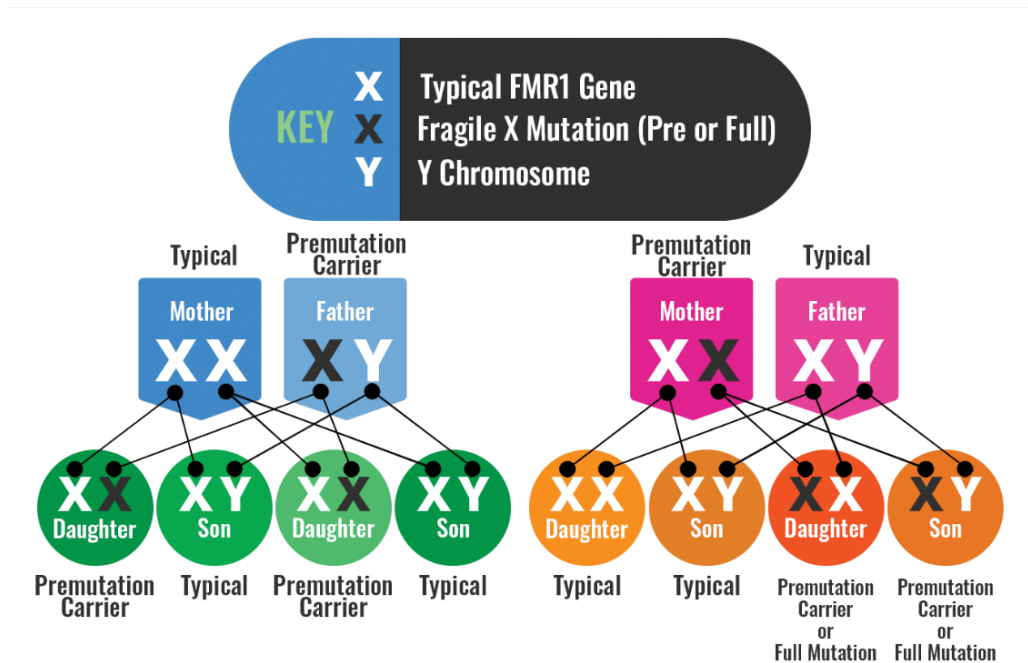 KEY
X Typical FMR1 Gene
X Fragile X Mutation (Pre or Full)
Y Y Chromosome
Typical
Premutation
Carrier
Premutation
Carrier
Typical
Mother
Father
Mother
Father
XX
XY
XX
XY
XX
XY
XX
XY
XX
XY
XX
XY
Daughter
Son
Daughter
Son
Daughter
Son
Daughter
Son
Premutation
Carrier
Typical
Premutation
Carrier
Typical
Typical
Typical
Premutation
Carrier
or
Full Mutation
Premutation
Carrier
or
Full Mutation